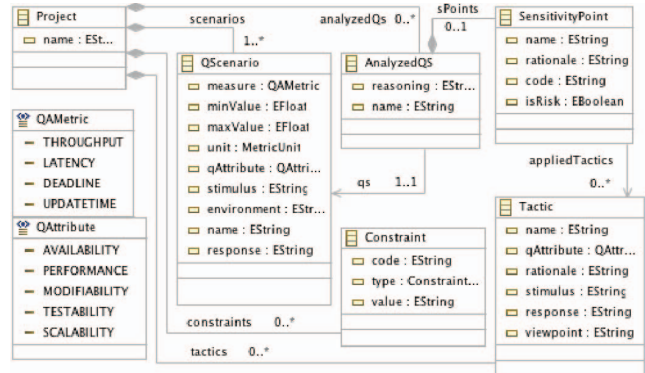 Project
name : ESt...
scenarios
1..*
analyzedQs 0..*
sPoints
0..1
SensitivityPoint
name : EString
rationale : EString
code : EString
isRisk : EBoolean
QScenario
measure : QAMetric
minValue : EFloat
maxValue : EFloat
unit : MetricUnit
qAttribute : QAttri...
stimulus : EString
environment : EStr...
name : EString
response : EString
AnalyzedQS
reasoning : EStr...
name : EString
QAMetric
THROUGHPUT
LATENCY
DEADLINE
UPDATETIME
qs 1..1
appliedTactics
0..*
QAttribute
AVAILABILITY
PERFORMANCE
MODIFIABILITY
TESTABILITY
SCALABILITY
Constraint
code : EString
type : Constraint...
value : EString
Tactic
name : EString
qAttribute : QAttr...
rationale : EString
stimulus : EString
response : EString
viewpoint : EString
constraints 0..*
tactics 0..*